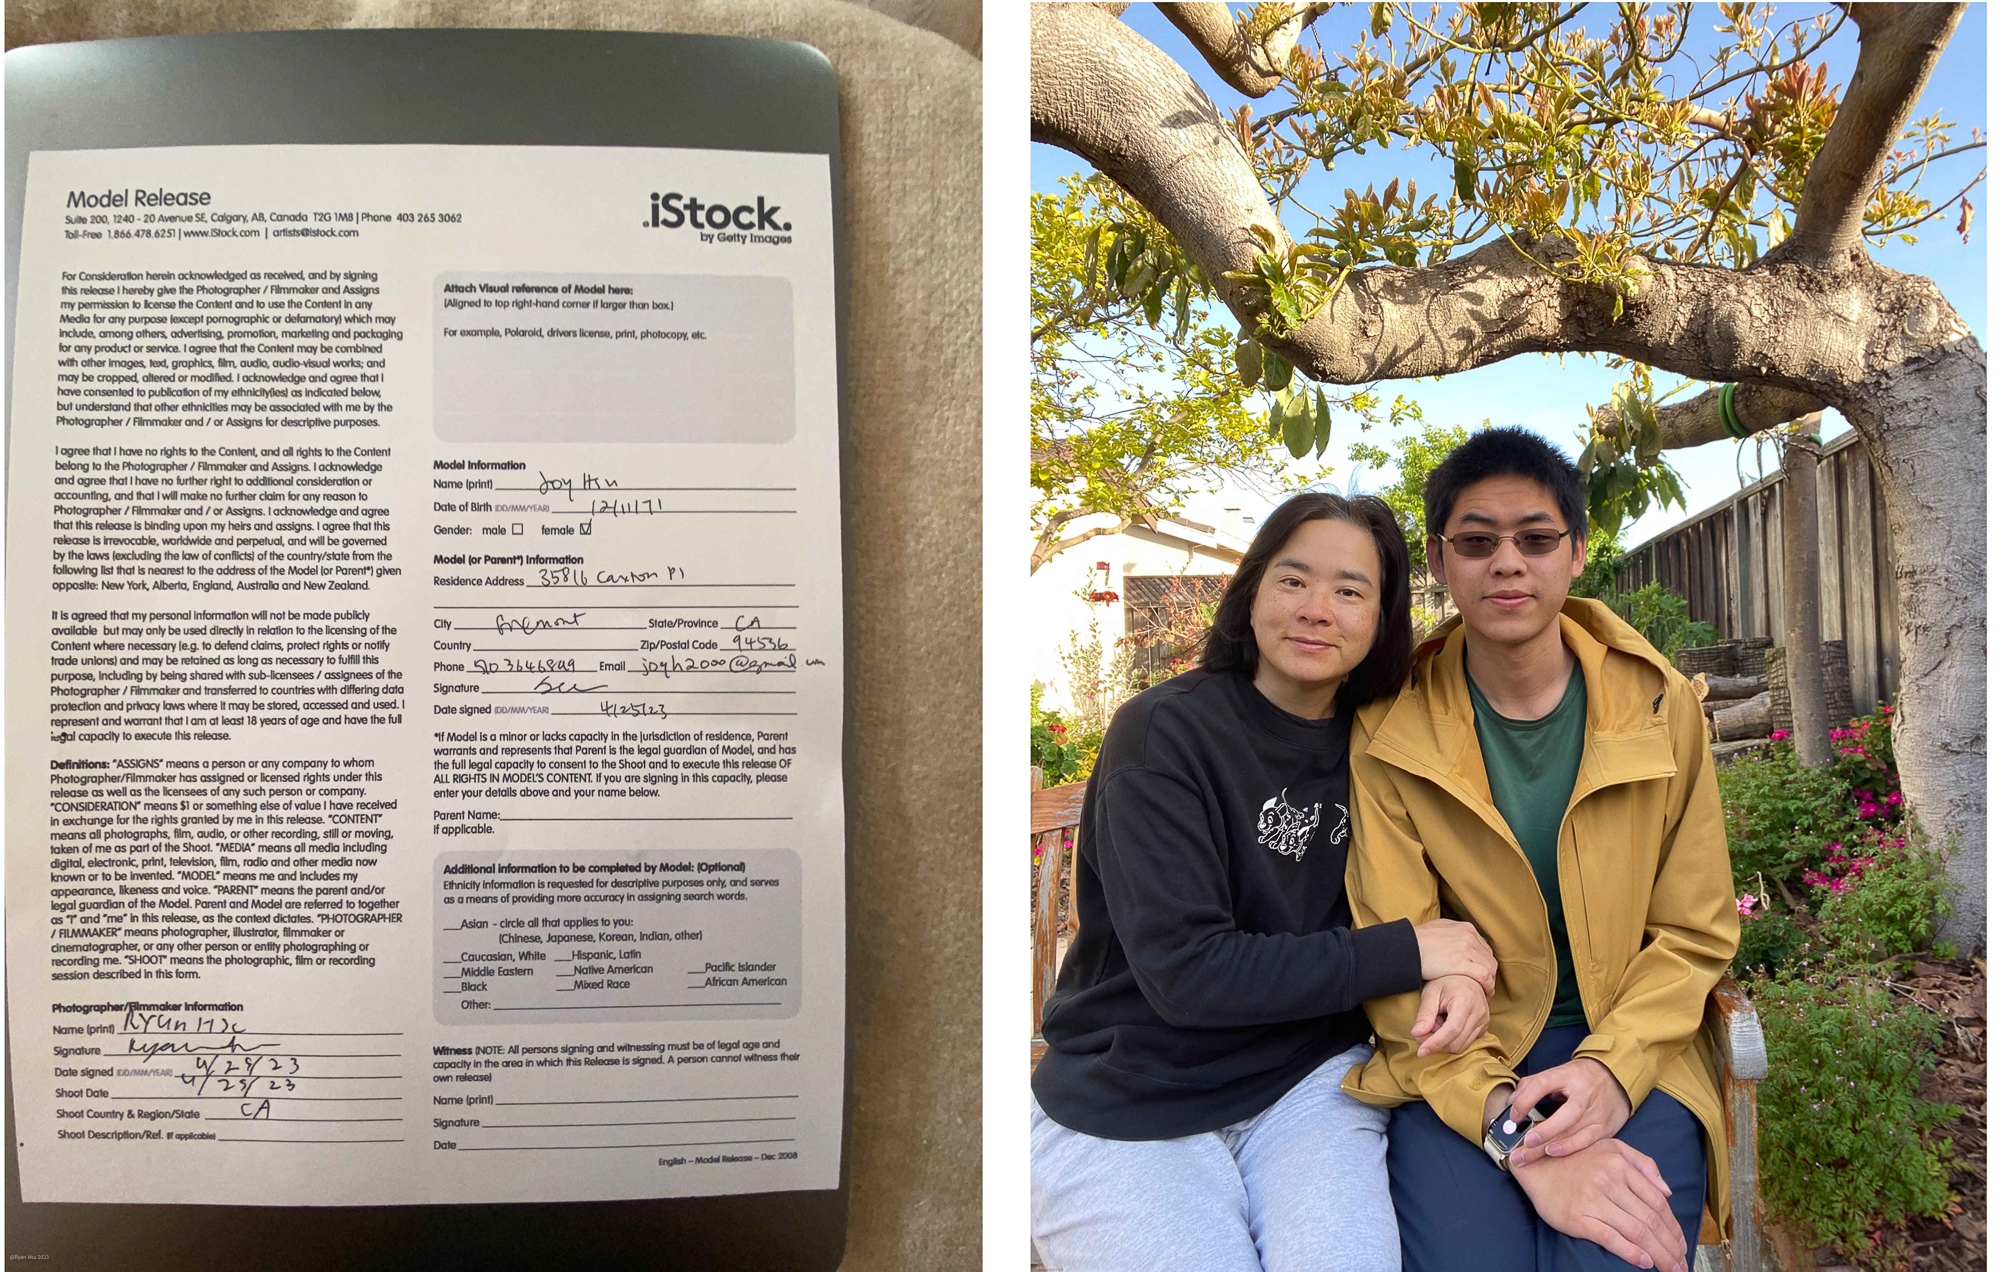 Model Release
Suite 200, 1240 - 20 Avenue SE, Calgary, AB, Canada T2G 1M8 | Phone 403 265 3062
Toll-Free 1.866.478.6251 | www.iStock.com | artists@istock.com
.iStock.
by Getty Images
For Consideration herein acknowledged as received, and by signing
this release I hereby give the Photographer / Filmmaker and Assigns
my permission to license the Content and to use the Content in any
Media for any purpose (except pornographic or defamatory) which may
include, among others, advertising, promotion, marketing and packaging
for any product or service. I agree that the Content may be combined
with other images, text, graphics, film, audio, audio-visual works; and
may be cropped, altered or modified. I acknowledge and agree that I
have consented to publication of my ethnicity(ies) as indicated below,
but understand that other ethnicities may be associated with me by the
Photographer / Filmmaker and / or Assigns for descriptive purposes.
I agree that I have no rights to the Content, and all rights to the Content
belong to the Photographer / Filmmaker and Assigns. I acknowledge
and agree that I have no further right to additional consideration or
accounting, and that I will make no further claim for any reason to
Photographer / Filmmaker and / or Assigns. I acknowledge and agree
that this release is binding upon my heirs and assigns. I agree that this
release is irrevocable, worldwide and perpetual, and will be governed
by the laws (excluding the law of conflicts) of the country/state from the
following list that is nearest to the address of the Model (or Parent*) given
opposite: New York, Alberta, England, Australia and New Zealand.
It is agreed that my personal information will not be made publicly
available but may only be used directly in relation to the licensing of the
Content where necessary (e.g. to defend claims, protect rights or notify
trade unions) and may be retained as long as necessary to fulfill this
purpose, including by being shared with sub-licensees / assignees of the
Photographer / Filmmaker and transferred to countries with differing data
protection and privacy laws where it may be stored, accessed and used. I
represent and warrant that I am at least 18 years of age and have the full
legal capacity to execute this release.
Definitions: "ASSIGNS" means a person or any company to whom
Photographer/Filmmaker has assigned or licensed rights under this
release as well as the licensees of any such person or company.
"CONSIDERATION" means $1 or something else of value I have received
in exchange for the rights granted by me in this release. "CONTENT"
means all photographs, film, audio, or other recording, still or moving,
taken of me as part of the Shoot. "MEDIA" means all media including
digital, electronic, print, television, film, radio and other media now
known or to be invented. "MODEL" means me and includes my
appearance, likeness and voice. "PARENT" means the parent and/or
legal guardian of the Model. Parent and Model are referred to together
as "I" and "me" in this release, as the context dictates. "PHOTOGRAPHER
/ FILMMAKER" means photographer, illustrator, filmmaker or
cinematographer, or any other person or entity photographing or
recording me. "SHOOT" means the photographic, film or recording
session described in this form.
Photographer/Filmmaker Information
Name (print) Ryan Hsu
Signature Ryan
Date signed (DD/MM/YEAR) 4/25/23
Shoot Date 4/25/23
Shoot Country & Region/State CA
Shoot Description/Ref. (if applicable)
Attach Visual reference of Model here:
(Aligned to top right-hand corner if larger than box.)
For example, Polaroid, drivers license, print, photocopy, etc.
Model Information
Name (print) Joy Hsu
Date of Birth (DD/MM/YEAR) 12/11/71
Gender: male female
Model (or Parent*) Information
Residence Address 35816 Caxton Pl
City Fremont State/Province CA
Country Zip/Postal Code 94536
Phone Email joyh2000@gmail.com
Signature
Date signed (DD/MM/YEAR) 4/25/23
*If Model is a minor or lacks capacity in the jurisdiction of residence, Parent
warrants and represents that Parent is the legal guardian of Model, and has
the full legal capacity to consent to the Shoot and to execute this release OF
ALL RIGHTS IN MODEL'S CONTENT. If you are signing in this capacity, please
enter your details above and your name below.
Parent Name:
If applicable.
Additional information to be completed by Model: (Optional)
Ethnicity information is requested for descriptive purposes only, and serves
as a means of providing more accuracy in assigning search words.
Asian - circle all that applies to you:
(Chinese, Japanese, Korean, Indian, other)
Caucasian, White Hispanic, Latin
Middle Eastern Native American Pacific Islander
Black Mixed Race African American
Other:
Witness (NOTE: All persons signing and witnessing must be of legal age and
capacity in the area in which this Release is signed. A person cannot witness their
own release)
Name (print)
Signature
Date
English – Model Release – Dec 2008
@Ryan Hsu 2023